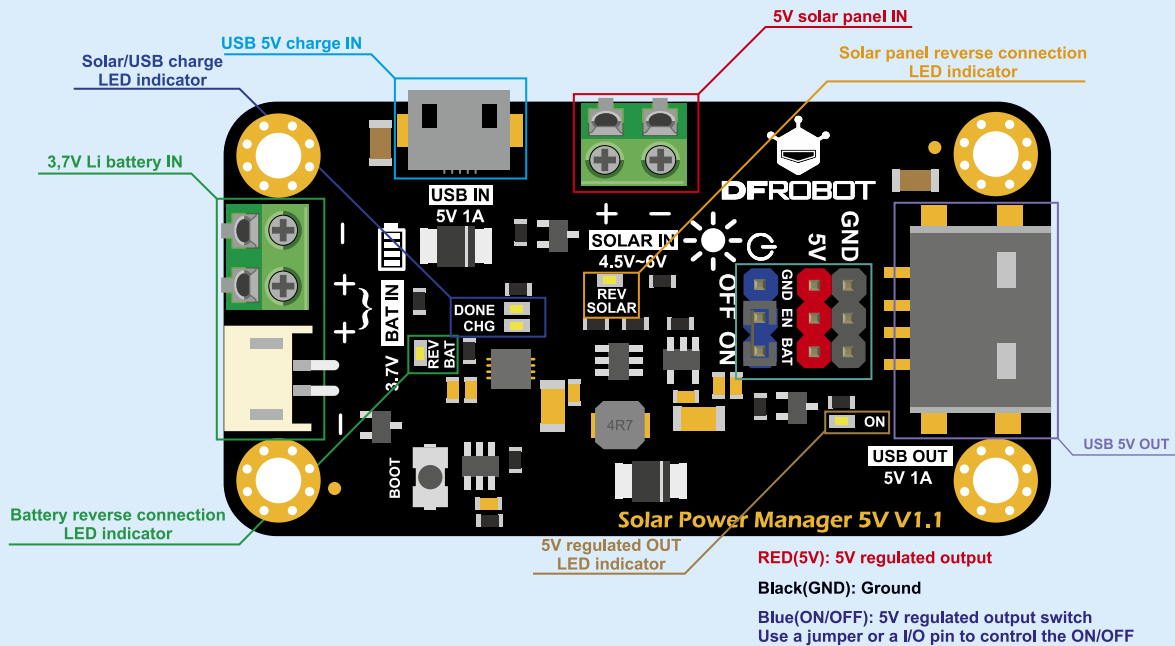 5V solar panel IN
USB 5V charge IN
Solar/USB charge
LED indicator
Solar panel reverse connection
LED indicator
3,7V Li battery IN
USB IN
5V 1A
DFROBOT
+ −
SOLAR IN
4.5V~6V
REV
SOLAR
OFF ON
GND EN BAT
5V
GND
− + + −
BAT IN
3.7V
DONE
CHG
REV
BAT
4R7
BOOT
ON
USB OUT
5V 1A
USB 5V OUT
Solar Power Manager 5V V1.1
Battery reverse connection
LED indicator
5V regulated OUT
LED indicator
RED(5V): 5V regulated output
Black(GND): Ground
Blue(ON/OFF): 5V regulated output switch
Use a jumper or a I/O pin to control the ON/OFF